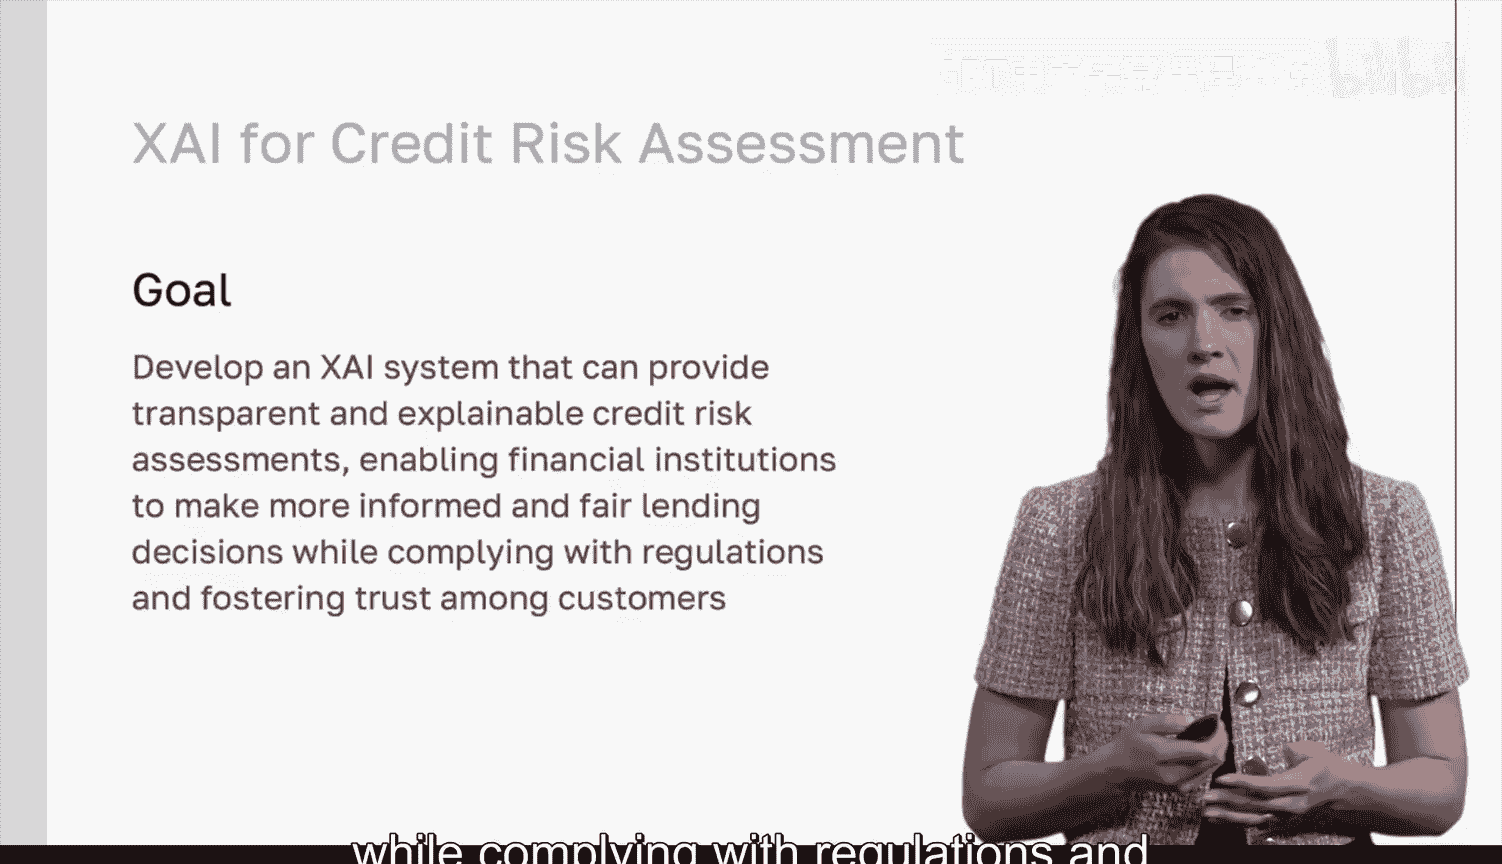 XAI for Credit Risk Assessment
Goal
Develop an XAI system that can provide
transparent and explainable credit risk
assessments, enabling financial institutions
to make more informed and fair lending
decisions while complying with regulations
and fostering trust among customers
while complying with regulations and